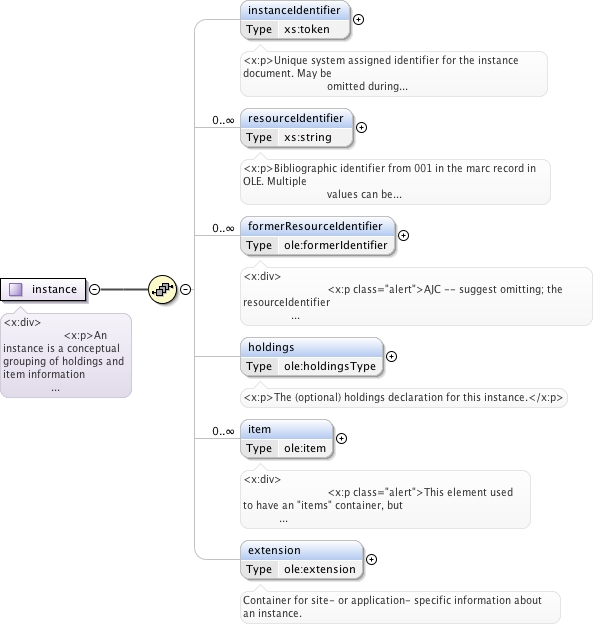 instanceIdentifier
Type xs:token
<x:p>Unique system assigned identifier for the instance
document. May be
omitted during...
0..∞
resourceIdentifier
Type xs:string
<x:p>Bibliographic identifier from 001 in the marc record in
OLE. Multiple
values can be...
0..∞
formerResourceIdentifier
Type ole:formerIdentifier
<x:div>
<x:p class="alert">AJC -- suggest omitting; the
resourceIdentifier
...
instance
<x:div>
<x:p>An
instance is a conceptual
grouping of holdings and
item information
...
holdings
Type ole:holdingsType
<x:p>The (optional) holdings declaration for this instance.</x:p>
0..∞
item
Type ole:item
<x:div>
<x:p class="alert">This element used
to have an "items" container, but
...
extension
Type ole:extension
Container for site- or application- specific information about
an instance.